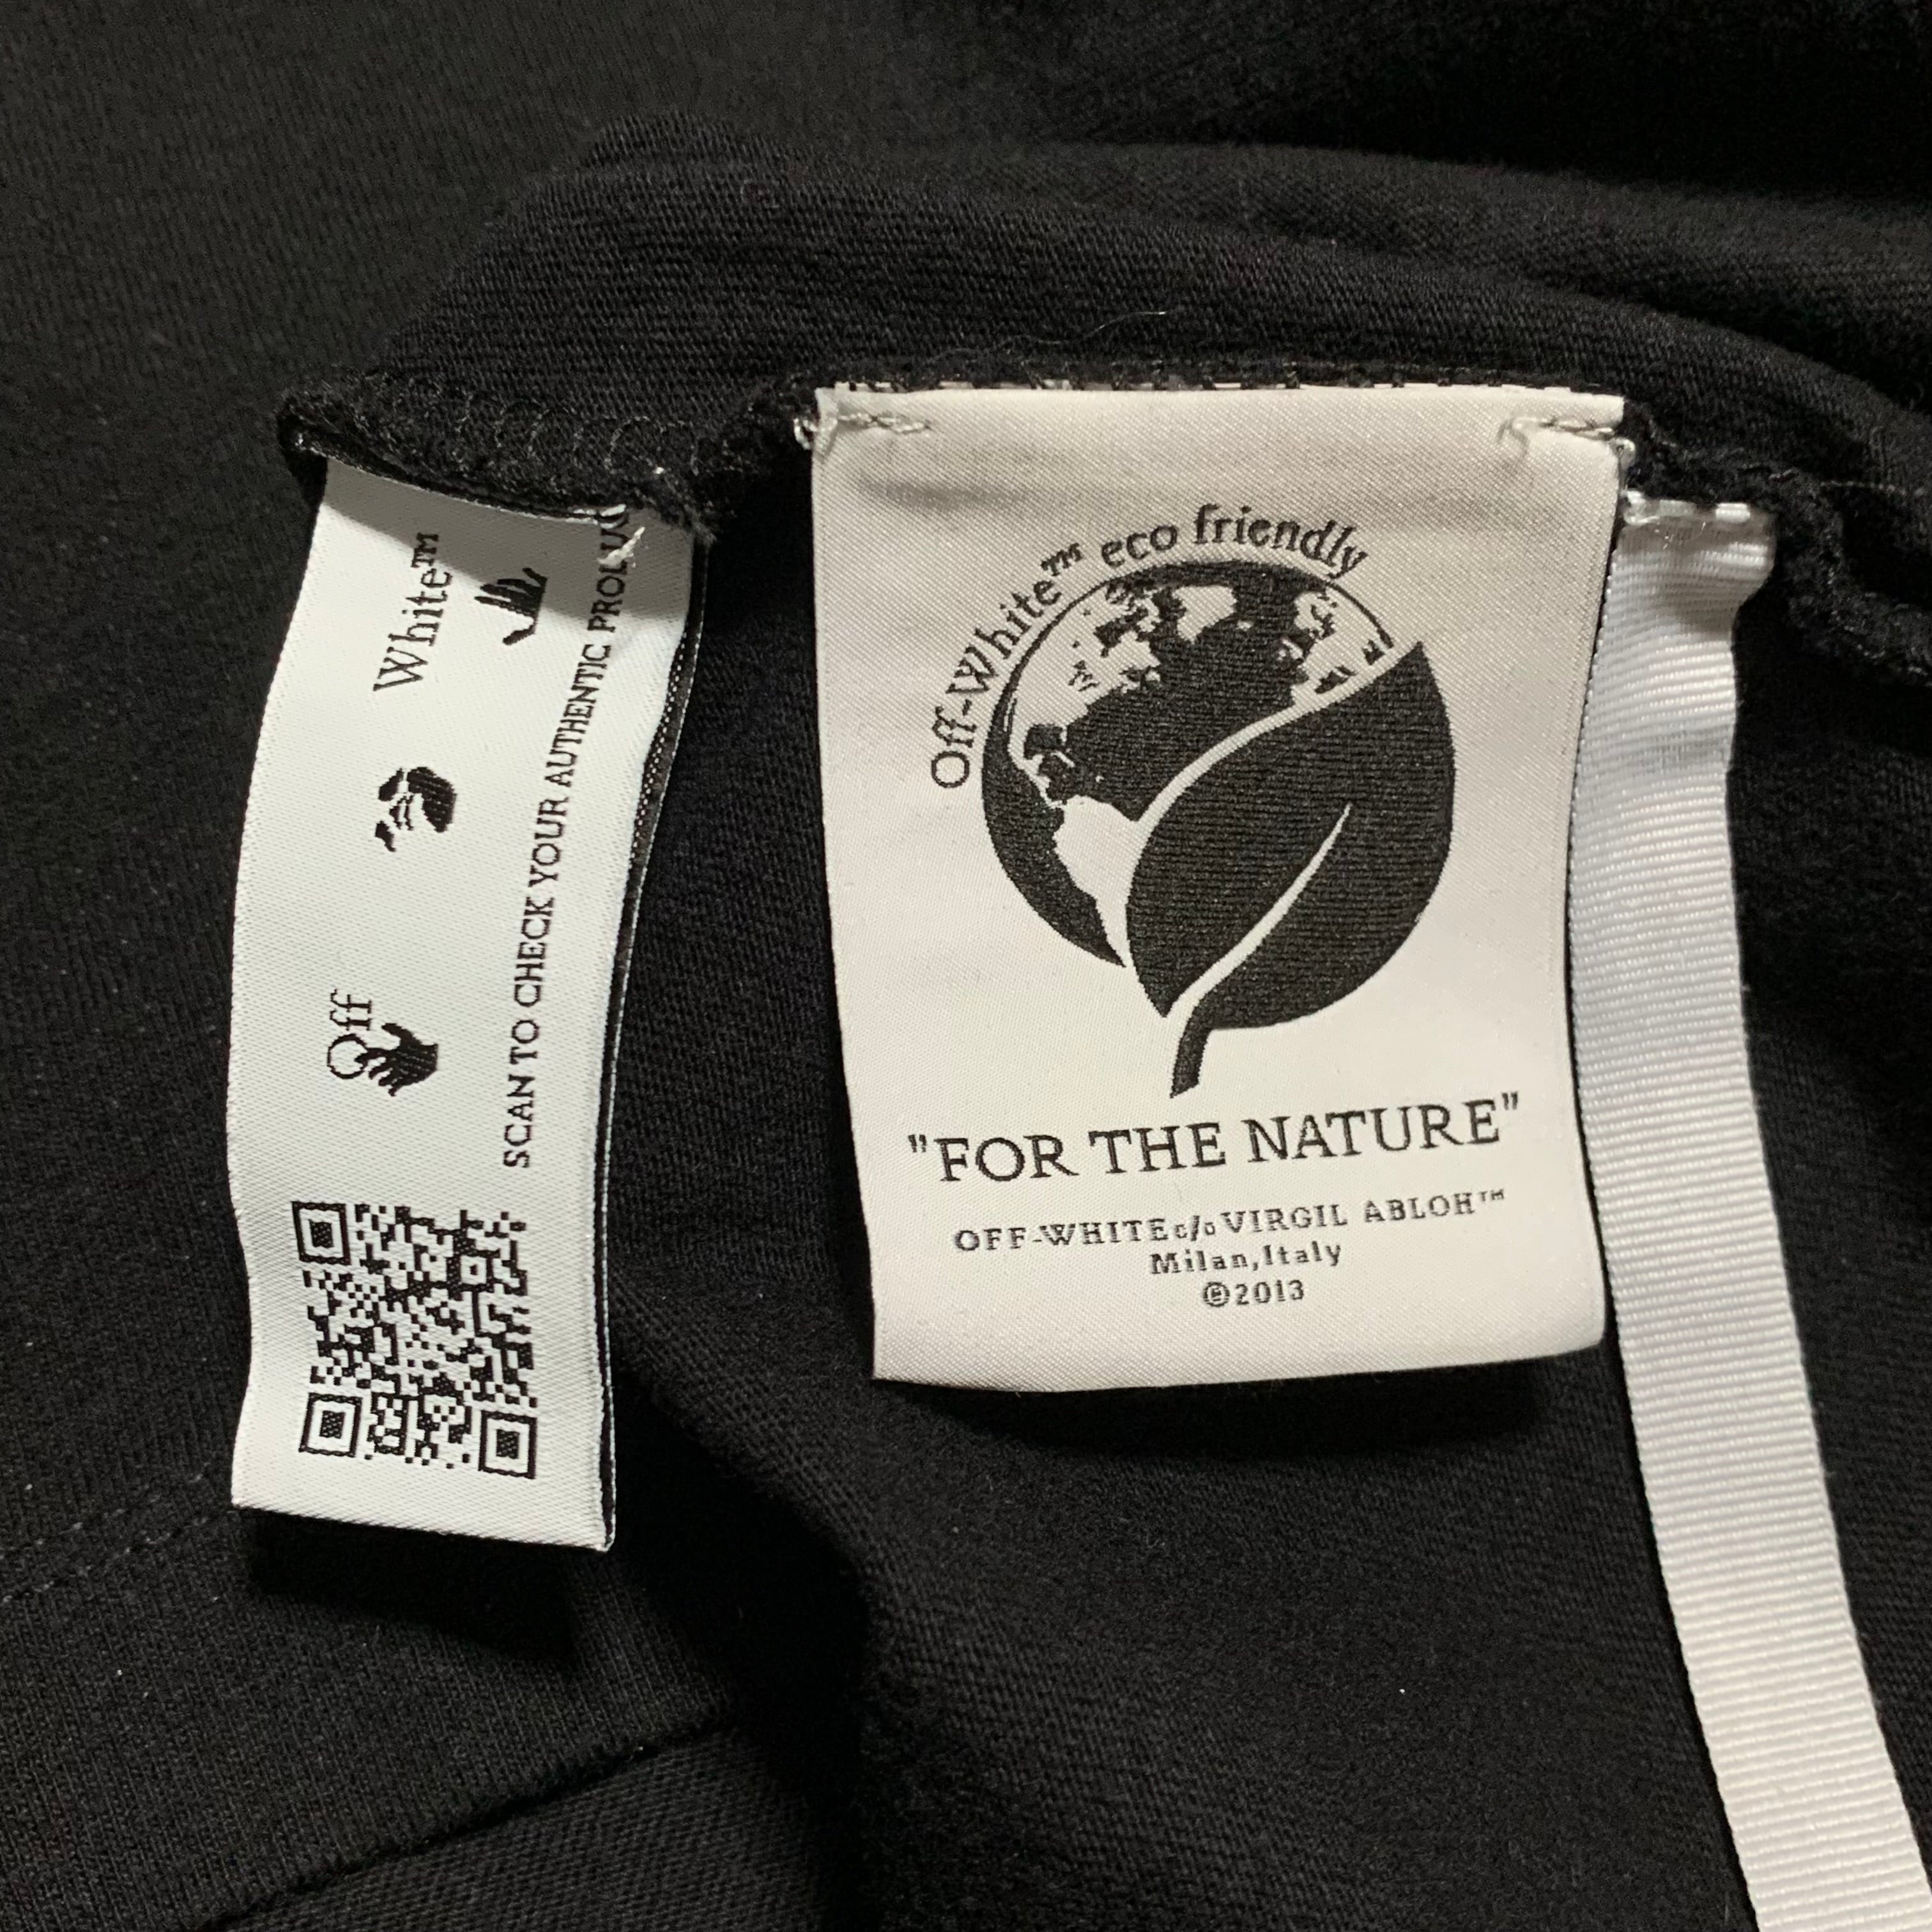 Off White™
SCAN TO CHECK YOUR AUTHENTIC
Off-White™ eco friendly
"FOR THE NATURE"
OFF-WHITE c/o VIRGIL ABLOH™
Milan,Italy
©2013